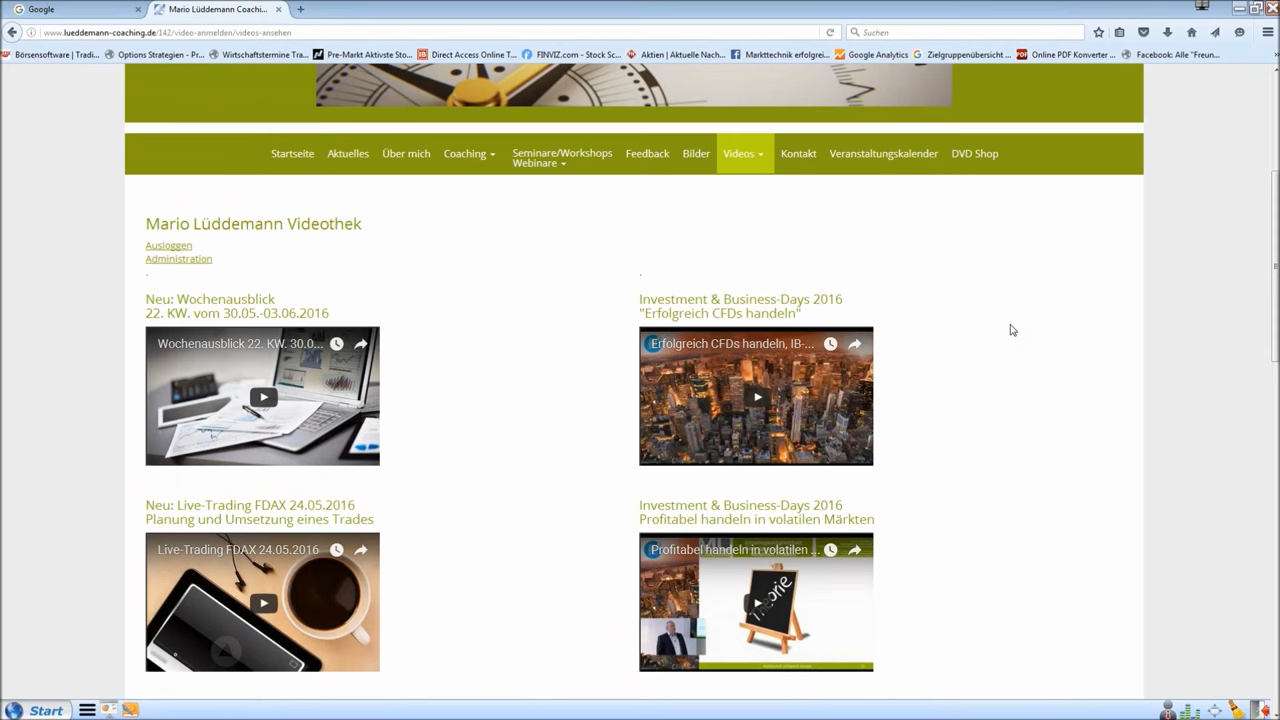 Google
Mario Lüddemann Coachi...
www.lueddemann-coaching.de/142/video-anmelden/videos-ansehen
Suchen
Börsensoftware | Tradi...
Options Strategien - Pr...
Wirtschaftstermine Tra...
Pre-Markt Aktivste Sto...
Direct Access Online T...
FINVIZ.com - Stock Sc...
Aktien | Aktuelle Nach...
Markttechnik erfolgrei...
Google Analytics
Zielgruppenübersicht ...
Online PDF Konverter ...
Facebook: Alle "Freun...
Startseite
Aktuelles
Über mich
Coaching
Seminare/Workshops
Webinare
Feedback
Bilder
Videos
Kontakt
Veranstaltungskalender
DVD Shop
Mario Lüddemann Videothek
Ausloggen
Administration
.
.
Neu: Wochenausblick
22. KW. vom 30.05.-03.06.2016
Wochenausblick 22. KW. 30.0...
Investment & Business-Days 2016
"Erfolgreich CFDs handeln"
Erfolgreich CFDs handeln, IB-...
Neu: Live-Trading FDAX 24.05.2016
Planung und Umsetzung eines Trades
Live-Trading FDAX 24.05.2016
Investment & Business-Days 2016
Profitabel handeln in volatilen Märkten
Profitabel handeln in volatilen ...
Theorie
Start